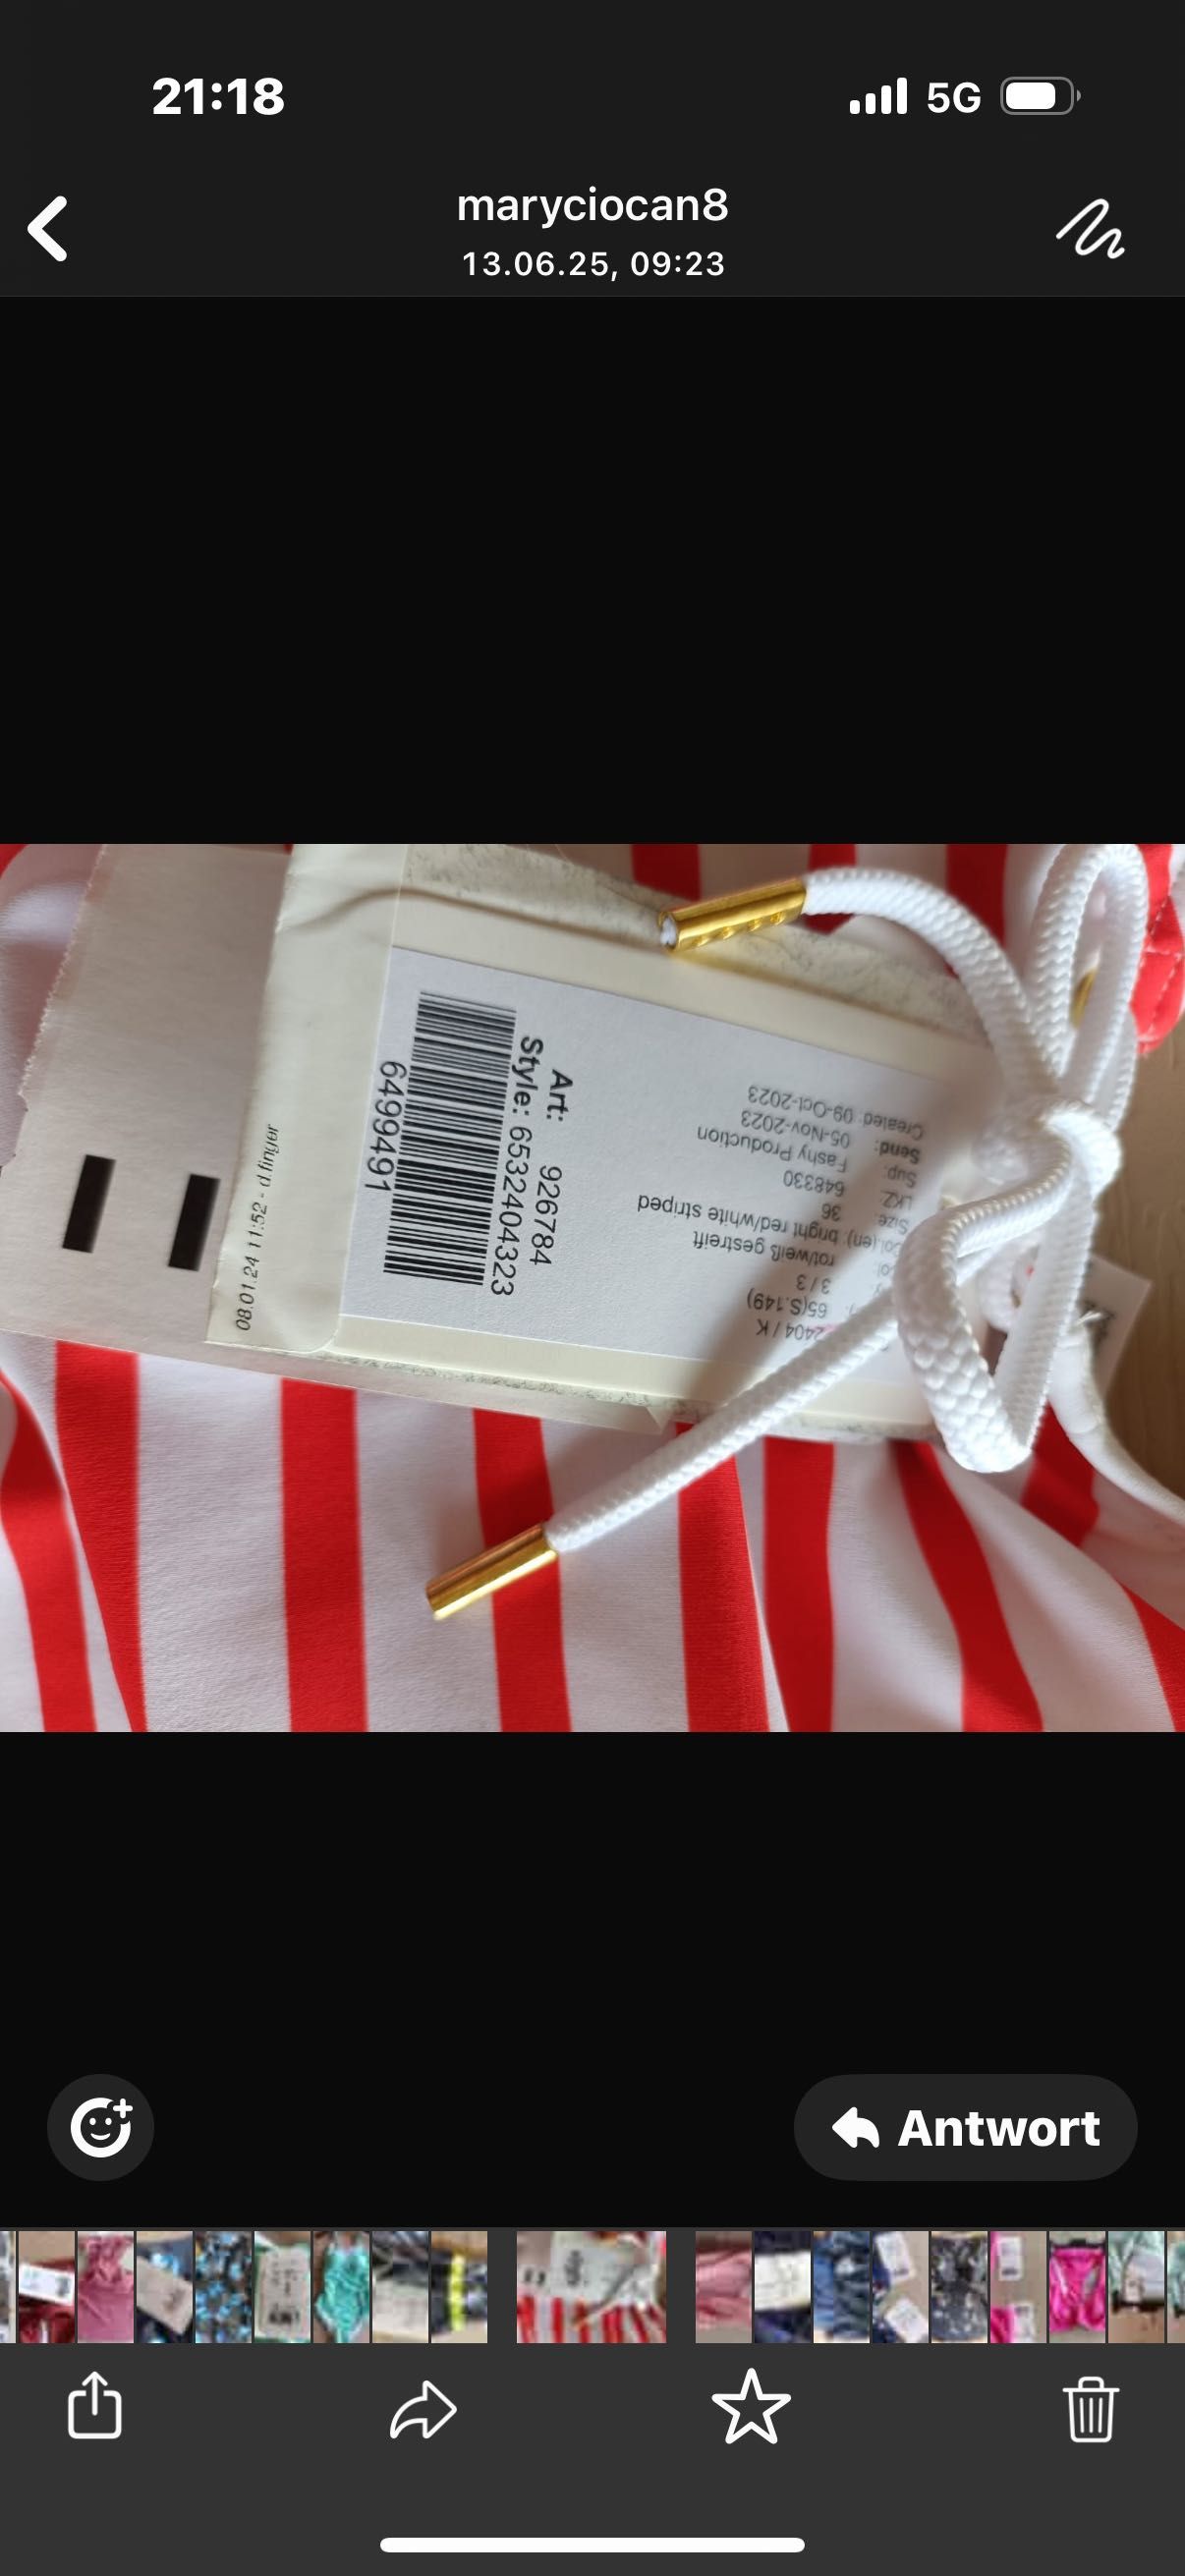 21:18
5G
maryciocan8
13.06.25, 09:23
08.01.24 11:52 - d.finger
6499491
Style: 6532404323
Art: 926784
2404 / K
65(S.149)
3 / 3
rot/weiß gestreift
(en): bright red/white striped
Size: 36
LKZ: 648330
Sup: Fashy Production
Send: 05-Nov-2023
Created: 09-Oct-2023
Antwort